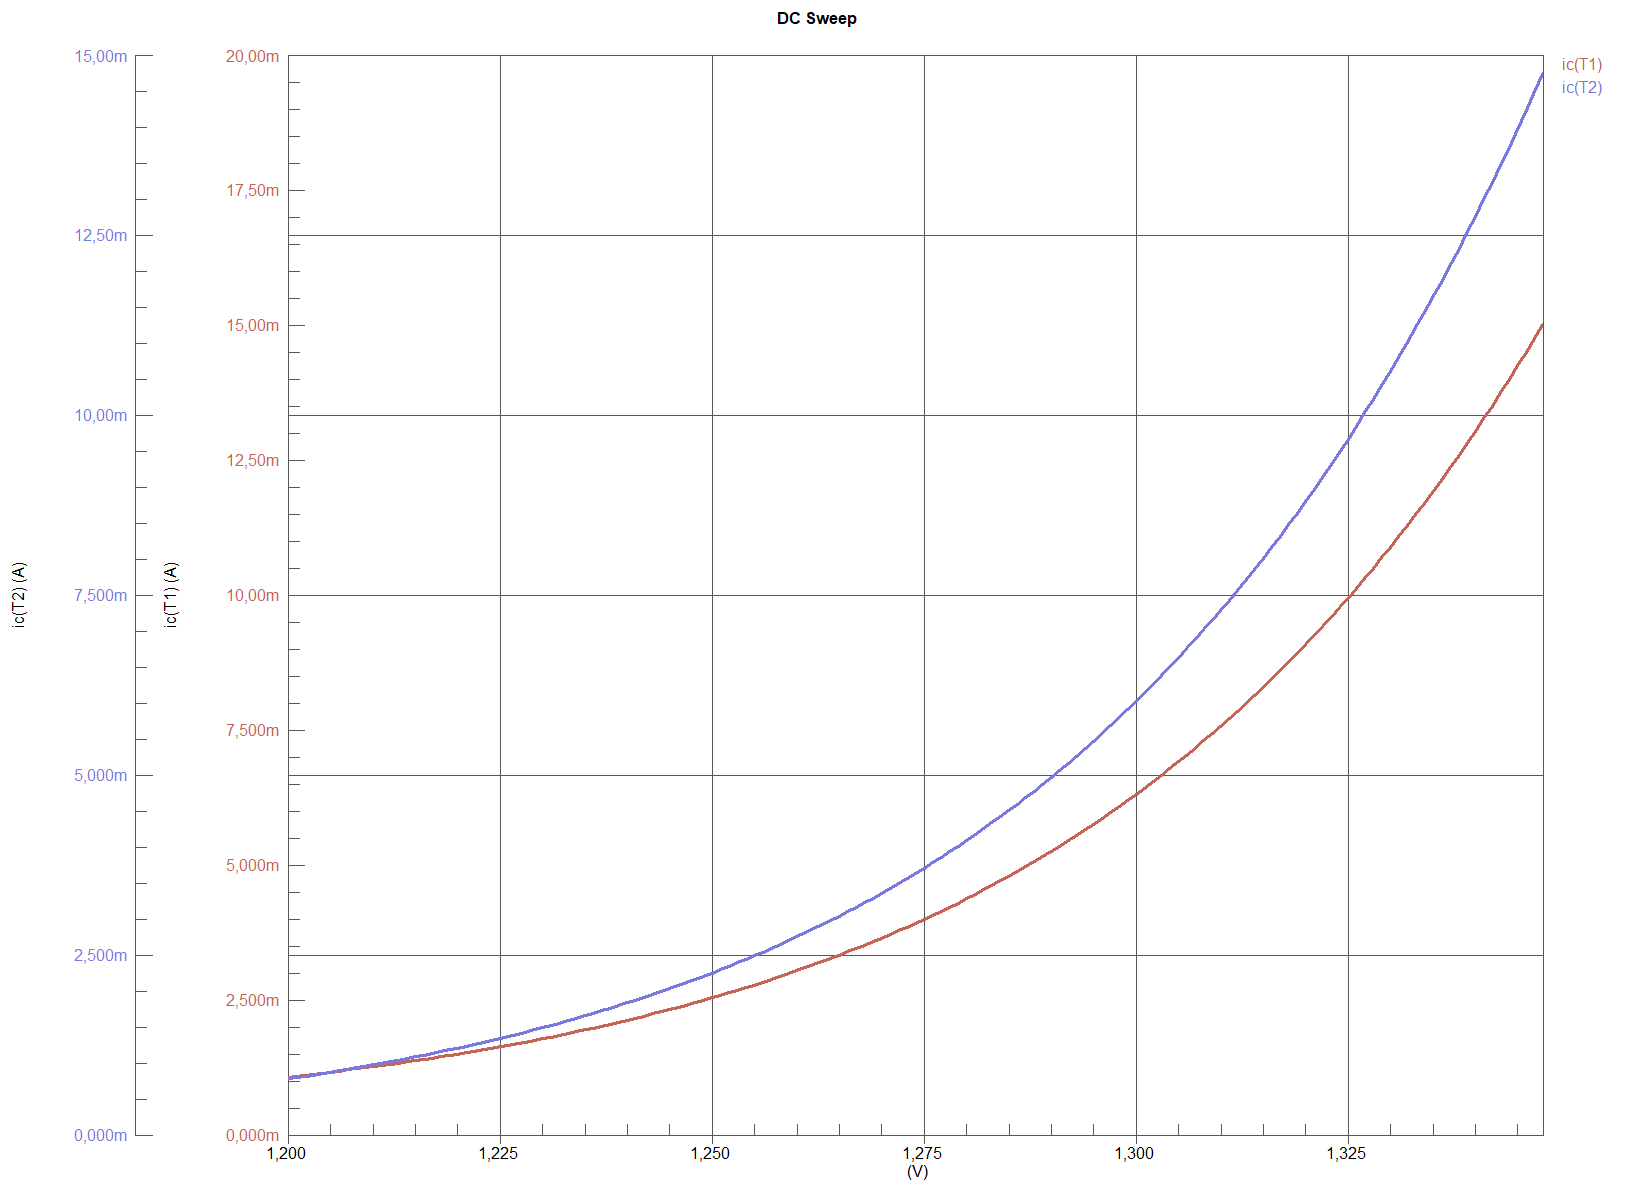 DC Sweep
ic(T1)
ic(T2)
15,00m
12,50m
10,00m
7,500m
5,000m
2,500m
0,000m
ic(T2) (A)
20,00m
17,50m
15,00m
12,50m
10,00m
7,500m
5,000m
2,500m
0,000m
ic(T1) (A)
1,200 1,225 1,250 1,275 1,300 1,325
(V)